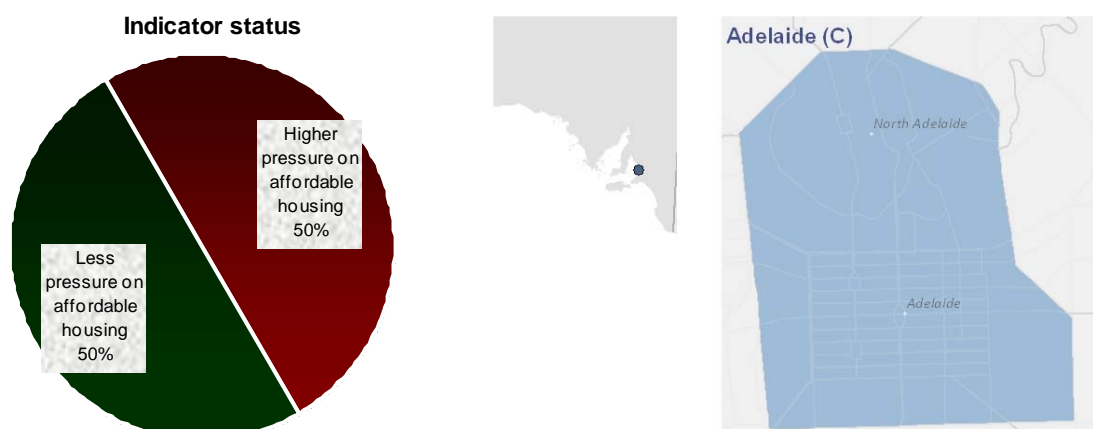 Indicator status
Higher
pressure on
affordable
housing
50%
Less
pressure on
affordable
housing
50%
Adelaide (C)
North Adelaide
Adelaide